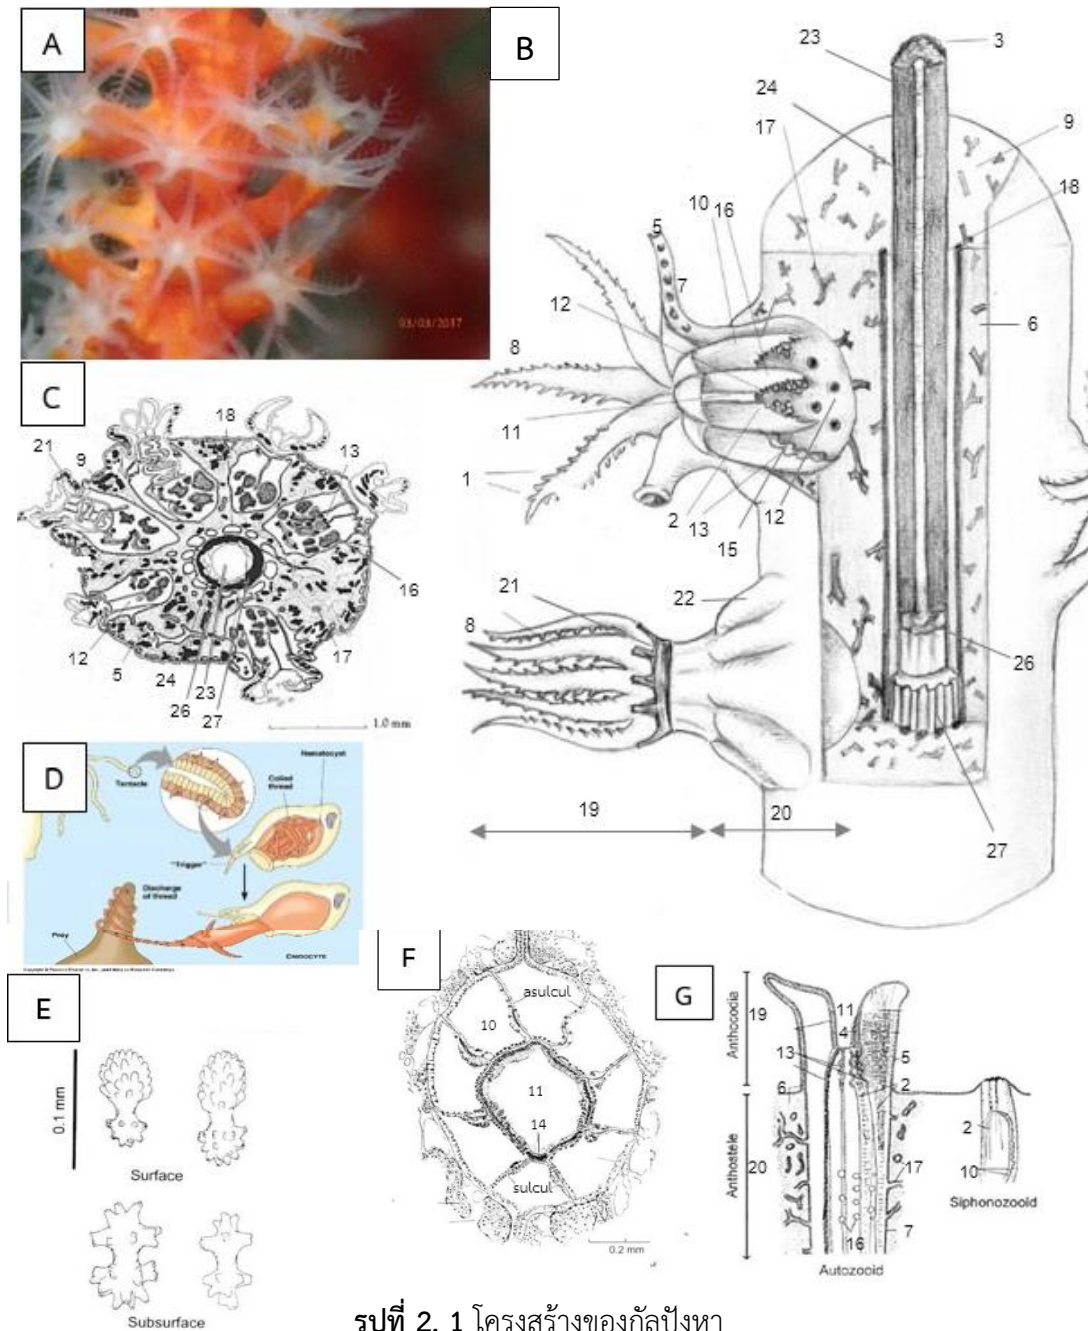 A
03/03/2017
B
23
3
24
17
9
18
10
16
5
7
12
6
8
11
1
2
13
15
12
21
22
8
26
19
20
27
C
18
21
9
13
16
12
5
17
24
23
26
27
1.0 mm
D
Nematocyst
Coiled
thread
Tentacle
"Trigger"
Discharge
of thread
Prey
CNIDOCYTE
E
0.1 mm
Surface
Subsurface
F
asulcul
10
11
14
sulcul
0.2 mm
G
Anthocodia
19
11
4
13
5
6
2
Anthostele
20
17
2
10
7
16
Siphonozooid
Autozooid
รูปที่ 2. 1 โครงสร้างของกัลปังหา